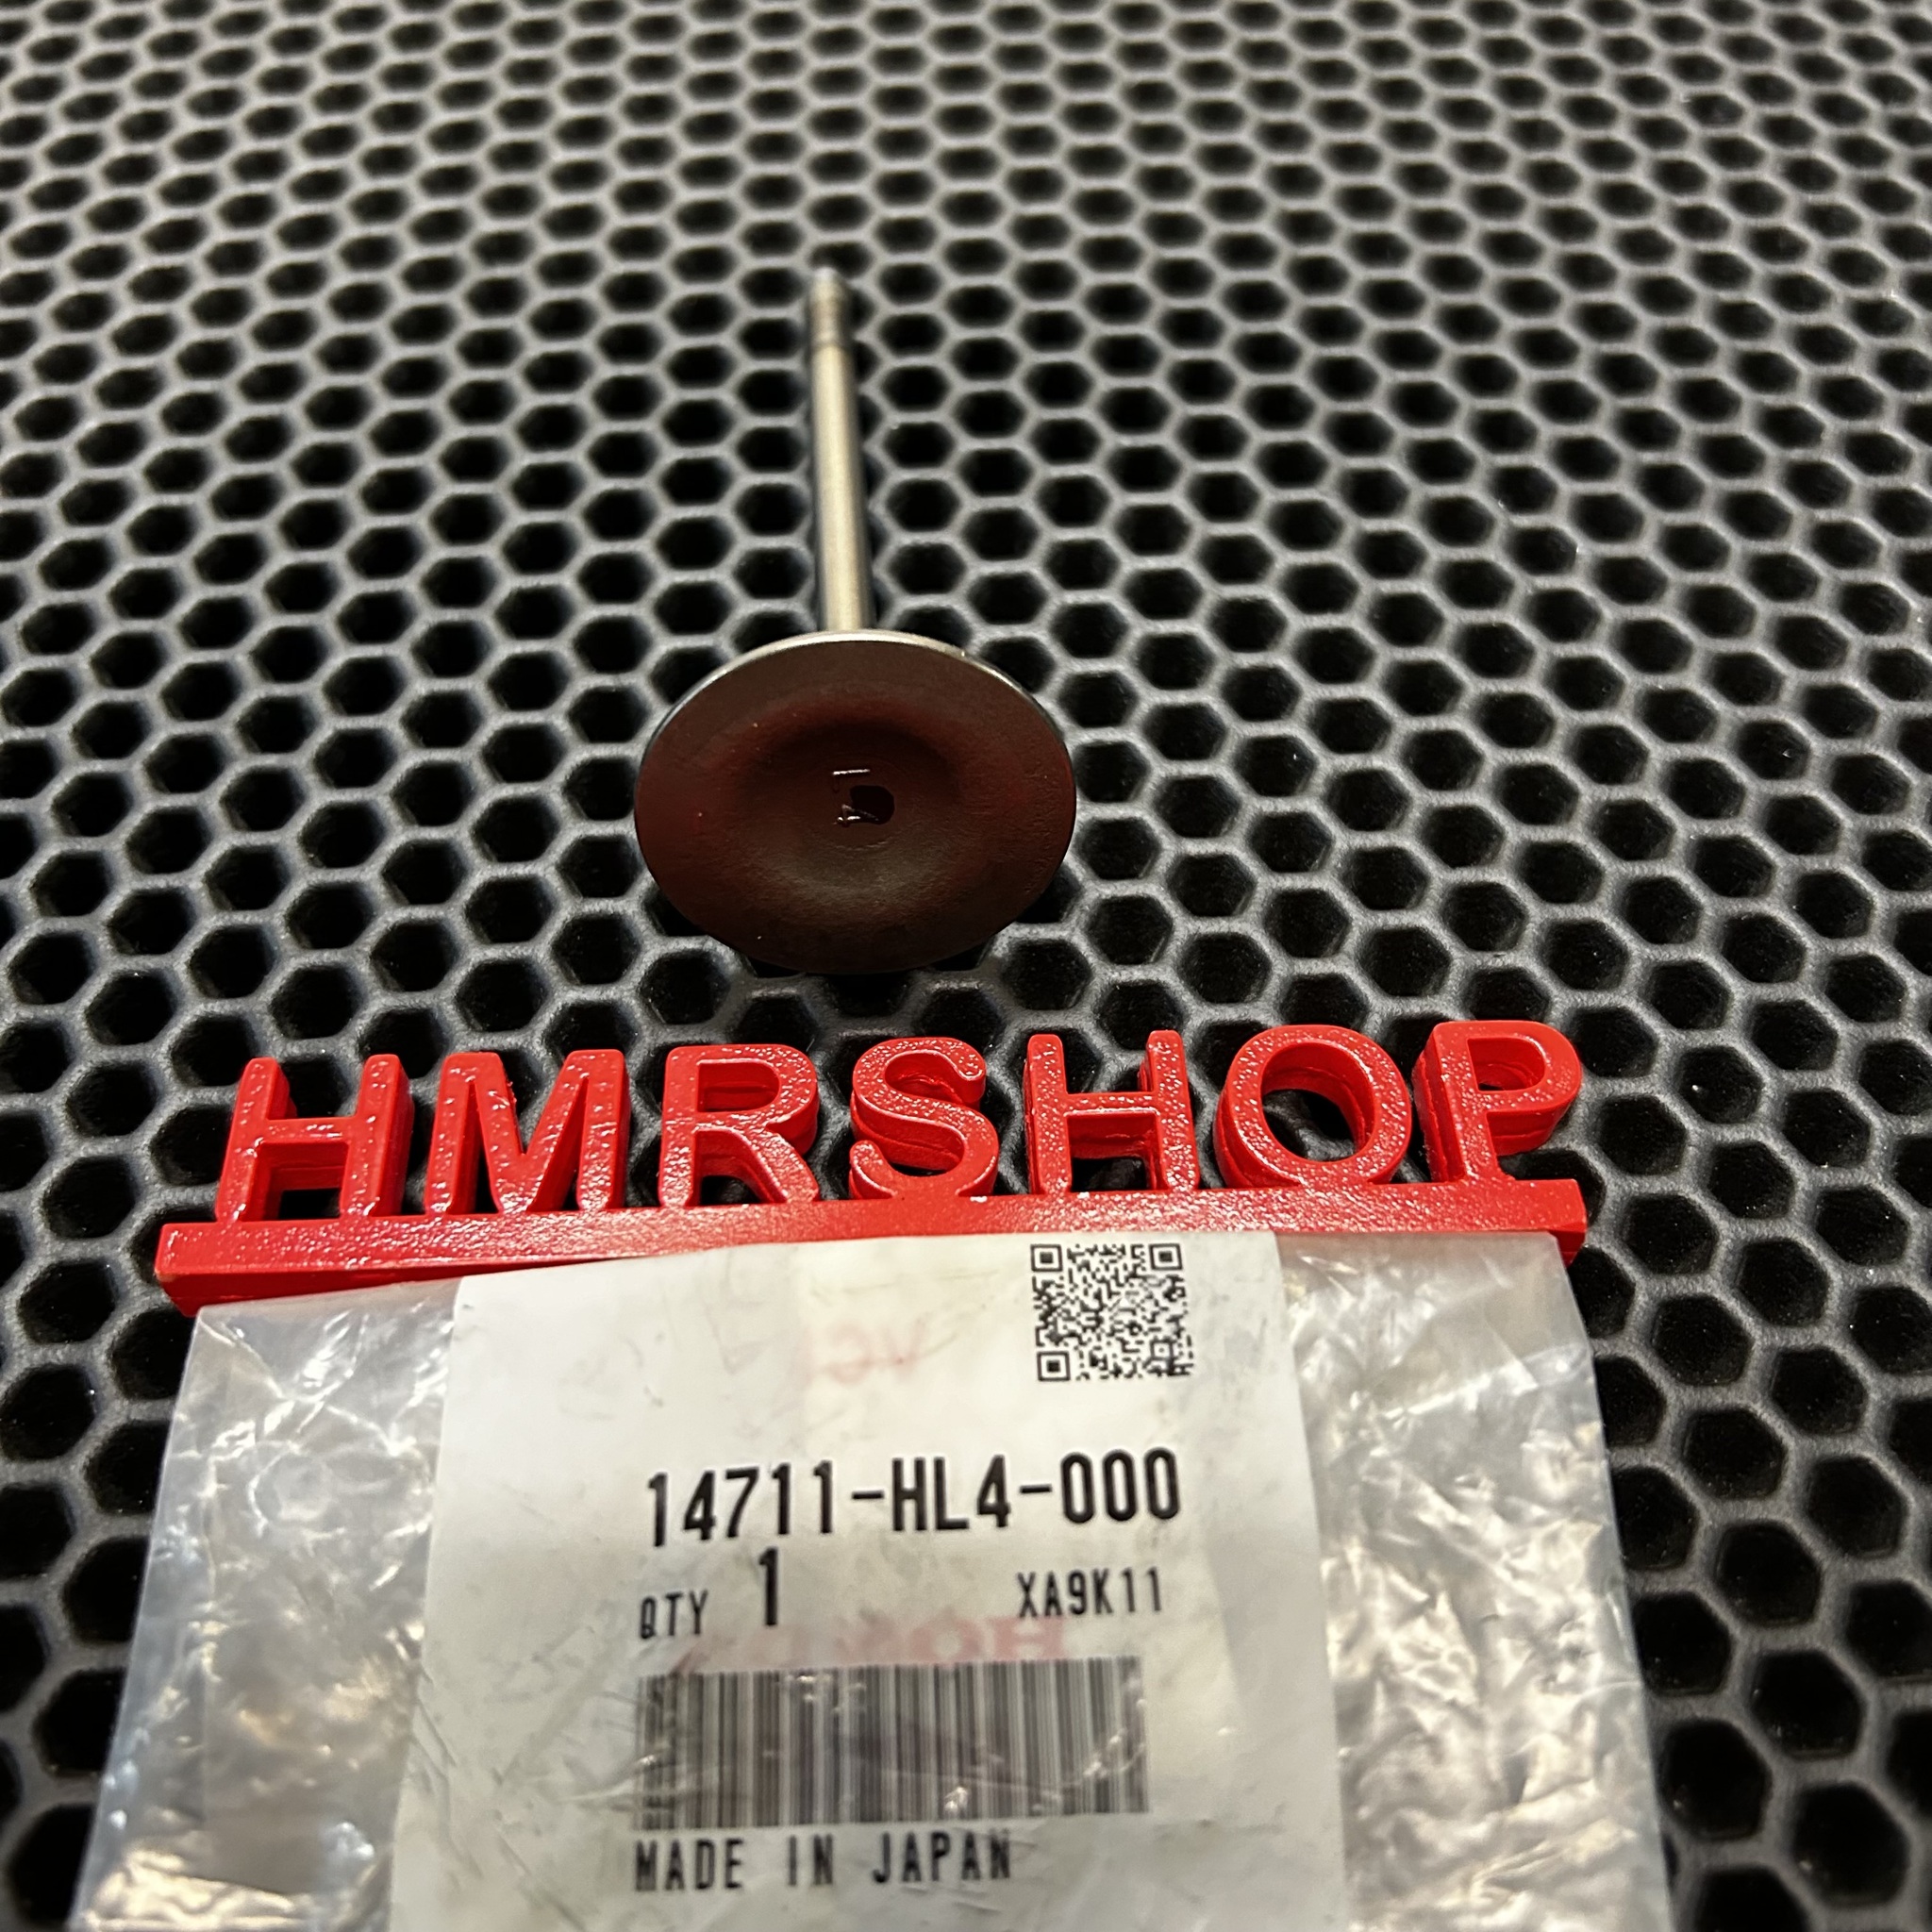 HMRSHOP
14711-HL4-000
QTY 1 XA9K11
MADE IN JAPAN